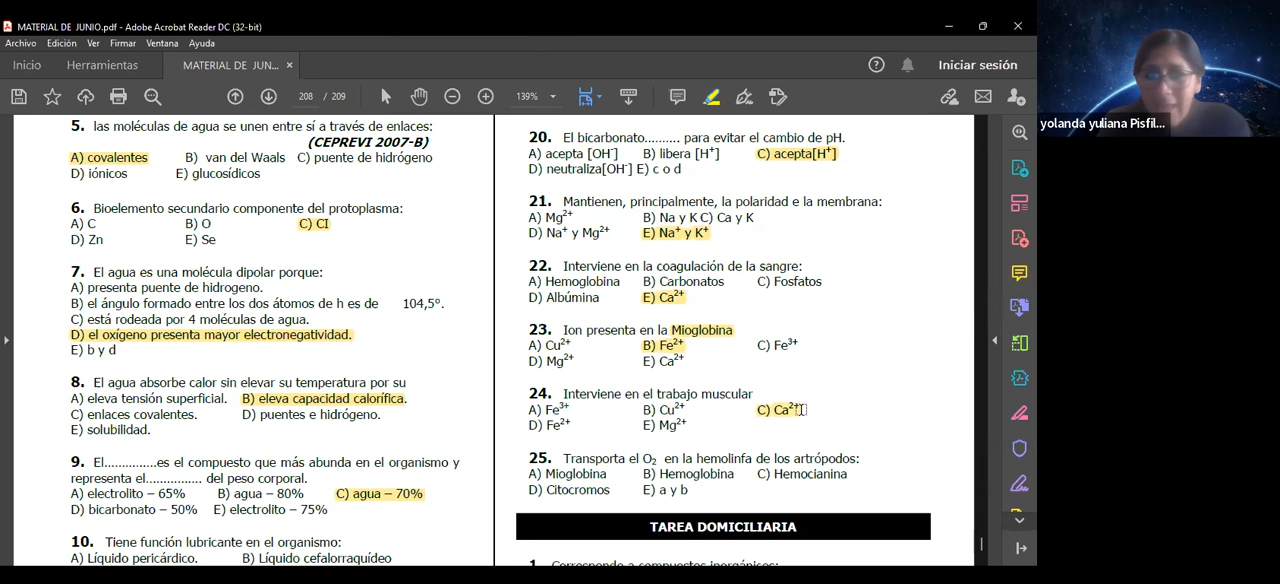 MATERIAL DE JUNIO.pdf - Adobe Acrobat Reader DC (32-bit)
Archivo Edición Ver Firmar Ventana Ayuda
Inicio Herramientas MATERIAL DE JUN... × Iniciar sesión
208 / 209 139%
yolanda yuliana Pisfil...
5. las moléculas de agua se unen entre sí a través de enlaces:
(CEPREVI 2007-B)
A) covalentes B) van del Waals C) puente de hidrógeno
D) iónicos E) glucosídicos
6. Bioelemento secundario componente del protoplasma:
A) C B) O C) CI
D) Zn E) Se
7. El agua es una molécula dipolar porque:
A) presenta puente de hidrogeno.
B) el ángulo formado entre los dos átomos de h es de 104,5°.
C) está rodeada por 4 moléculas de agua.
D) el oxígeno presenta mayor electronegatividad.
E) b y d
8. El agua absorbe calor sin elevar su temperatura por su
A) eleva tensión superficial. B) eleva capacidad calorífica.
C) enlaces covalentes. D) puentes e hidrógeno.
E) solubilidad.
9. El...............es el compuesto que más abunda en el organismo y
representa el................ del peso corporal.
A) electrolito – 65% B) agua – 80% C) agua – 70%
D) bicarbonato – 50% E) electrolito – 75%
10. Tiene función lubricante en el organismo:
A) Líquido pericárdico. B) Líquido cefalorraquídeo
20. El bicarbonato.......... para evitar el cambio de pH.
A) acepta [OH⁻] B) libera [H⁺] C) acepta[H⁺]
D) neutraliza[OH⁻] E) c o d
21. Mantienen, principalmente, la polaridad e la membrana:
A) Mg²⁺ B) Na y K C) Ca y K
D) Na⁺ y Mg²⁺ E) Na⁺ y K⁺
22. Interviene en la coagulación de la sangre:
A) Hemoglobina B) Carbonatos C) Fosfatos
D) Albúmina E) Ca²⁺
23. Ion presenta en la Mioglobina
A) Cu²⁺ B) Fe²⁺ C) Fe³⁺
D) Mg²⁺ E) Ca²⁺
24. Interviene en el trabajo muscular
A) Fe³⁺ B) Cu²⁺ C) Ca²⁺
D) Fe²⁺ E) Mg²⁺
25. Transporta el O₂ en la hemolinfa de los artrópodos:
A) Mioglobina B) Hemoglobina C) Hemocianina
D) Citocromos E) a y b
TAREA DOMICILIARIA
1. Corresponde a compuestos inorgánicos: